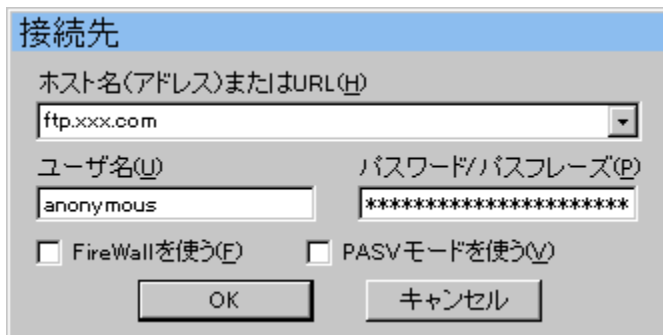 接続先
ホスト名(アドレス)またはURL(H)
ftp.xxx.com
ユーザ名(U) パスワード/パスフレーズ(P)
anonymous **********************
FireWallを使う(F) PASVモードを使う(V)
OK キャンセル